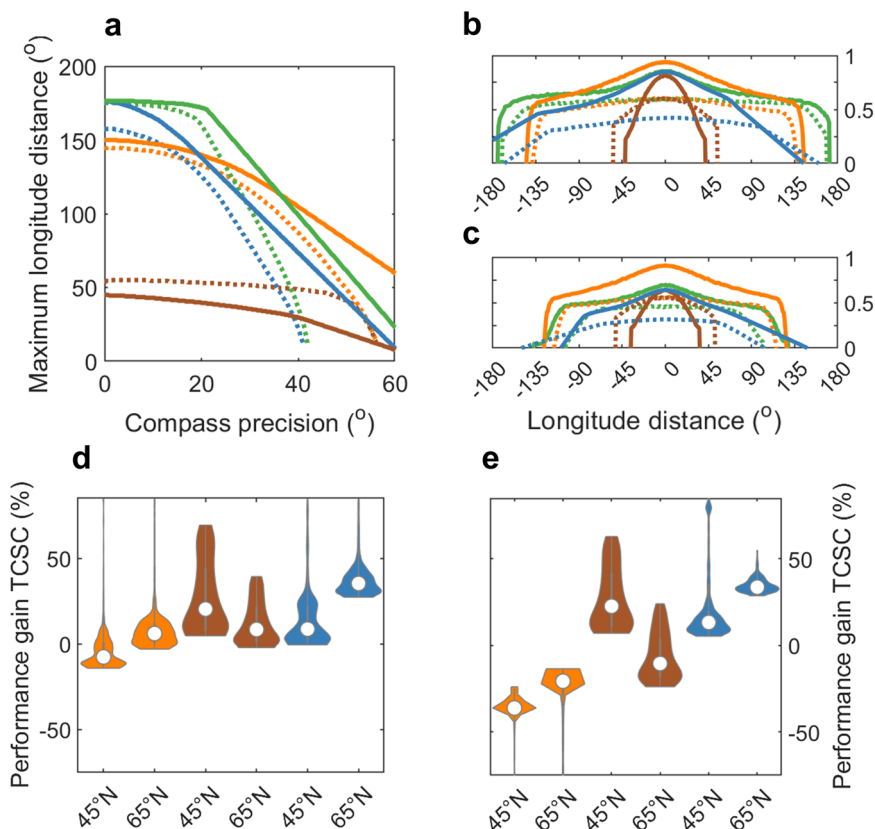 a
Maximum longitude distance (°)
200
150
100
50
0
0 20 40 60
Compass precision (°)
b
1
0.5
0
-180 -135 -90 -45 0 45 90 135 180
c
1
0.5
0
-180 -135 -90 -45 0 45 90 135 180
Longitude distance (°)
d
Performance gain TCSC (%)
50
0
-50
45°N 65°N 45°N 65°N 45°N 65°N
e
50
0
-50
Performance gain TCSC (%)
45°N 65°N 45°N 65°N 45°N 65°N